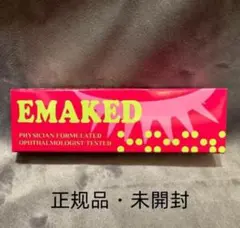 EMAKED
PHYSICIAN FORMULATED
OPHTHALMOLOGIST TESTED
正規品・未開封